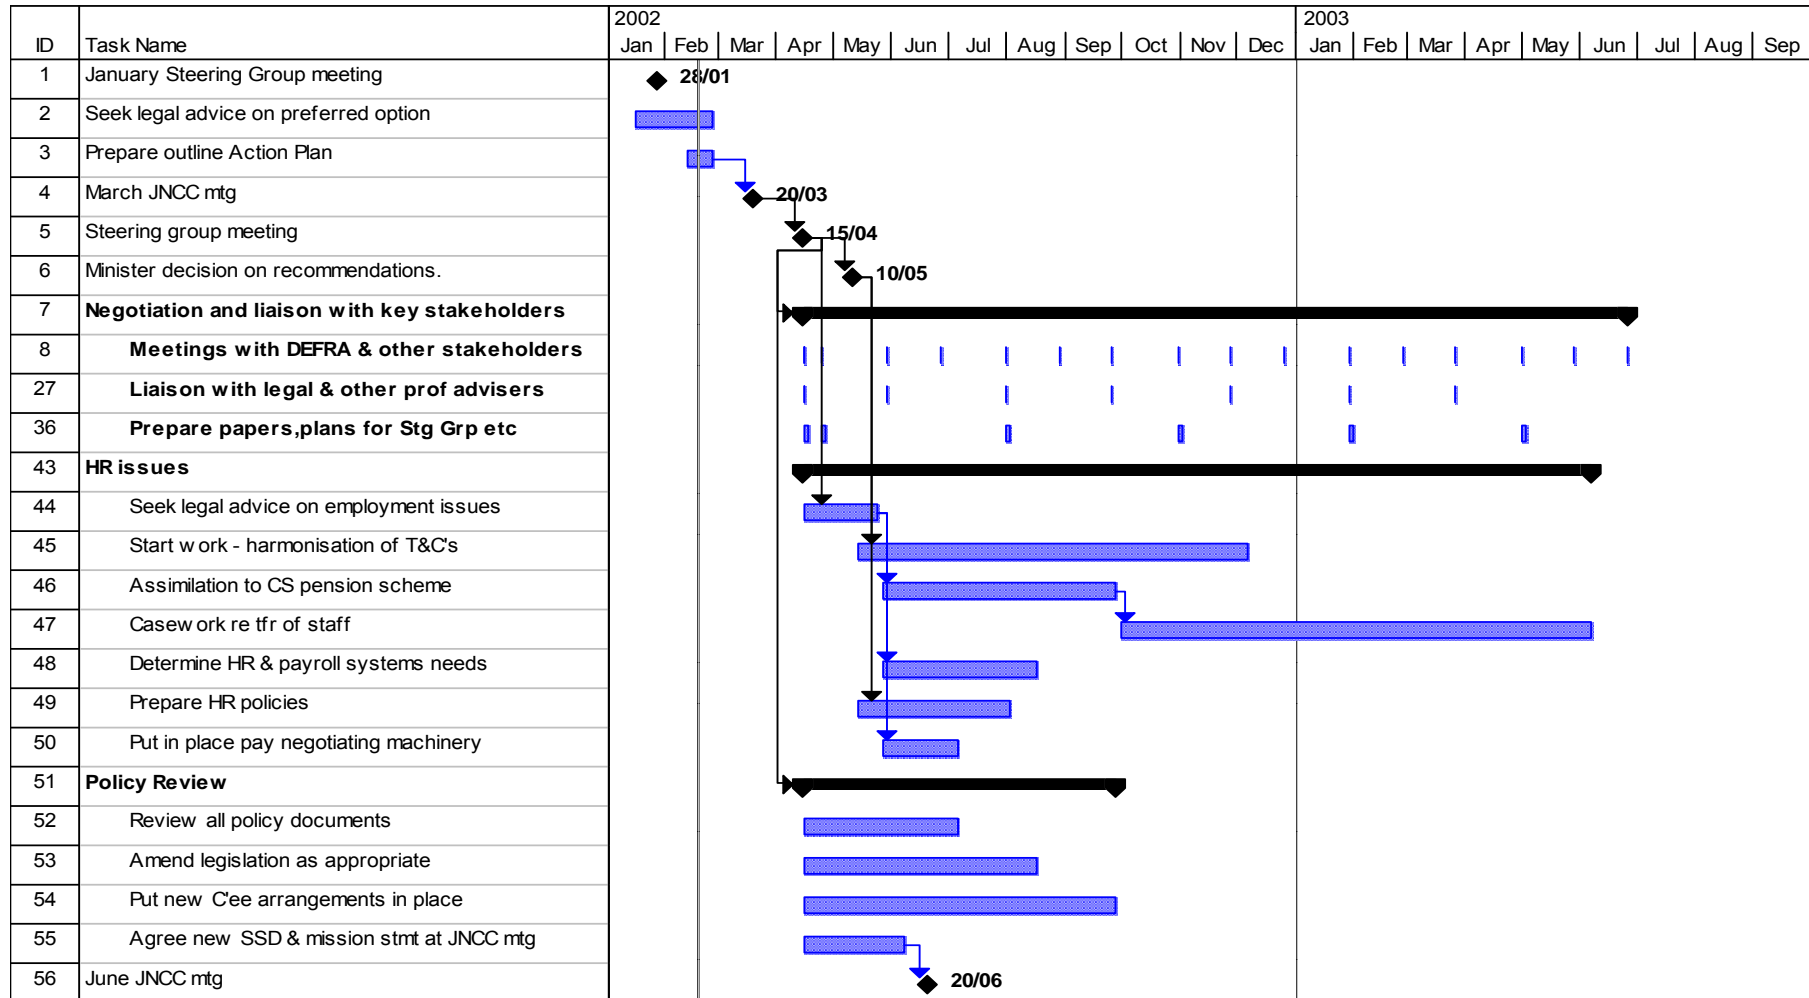 2002 2003
ID Task Name Jan Feb Mar Apr May Jun Jul Aug Sep Oct Nov Dec Jan Feb Mar Apr May Jun Jul Aug Sep
1 January Steering Group meeting 28/01
2 Seek legal advice on preferred option
3 Prepare outline Action Plan
4 March JNCC mtg 20/03
5 Steering group meeting 15/04
6 Minister decision on recommendations. 10/05
7 Negotiation and liaison with key stakeholders
8 Meetings with DEFRA & other stakeholders
27 Liaison with legal & other prof advisers
36 Prepare papers,plans for Stg Grp etc
43 HR issues
44 Seek legal advice on employment issues
45 Start work - harmonisation of T&C's
46 Assimilation to CS pension scheme
47 Casework re tfr of staff
48 Determine HR & payroll systems needs
49 Prepare HR policies
50 Put in place pay negotiating machinery
51 Policy Review
52 Review all policy documents
53 Amend legislation as appropriate
54 Put new C'ee arrangements in place
55 Agree new SSD & mission stmt at JNCC mtg
56 June JNCC mtg 20/06